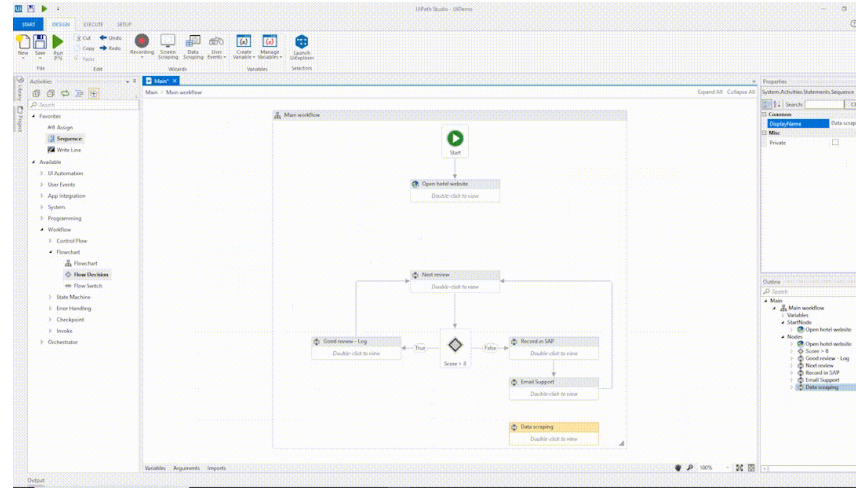 UiPath Studio - UiDemo
START DESIGN EXECUTE SETUP
New Save Run
Cut Copy Paste
Undo Redo
Recording Screen Scraping Data Scraping User Events
Create Variable Manage Variables
Launch UiExplorer
File Edit Wizards Variables Selectors
Activities
Library
Project
Main*
Main > Main workflow
Expand All Collapse All
Search
Favorites
A+B Assign
Sequence
Write Line
Available
UI Automation
User Events
App Integration
System
Programming
Workflow
Control Flow
Flowchart
Flowchart
Flow Decision
Flow Switch
State Machine
Error Handling
Checkpoint
Invoke
Orchestrator
Main workflow
Start
Open hotel website
Double-click to view
Next review
Double-click to view
Good review - Log
Double-click to view
True
Score > 8
False
Record in SAP
Double-click to view
Email Support
Double-click to view
Data scraping
Double-click to view
Variables Arguments Imports
100%
Output
Properties
System.Activities.Statements.Sequence
Search:
Common
DisplayName Data scrapi
Misc
Private
Outline
Search
Main
Main workflow
Variables
StartNode
Open hotel website
Nodes
Open hotel website
Score > 8
Good review - Log
Next review
Record in SAP
Email Support
Data scraping